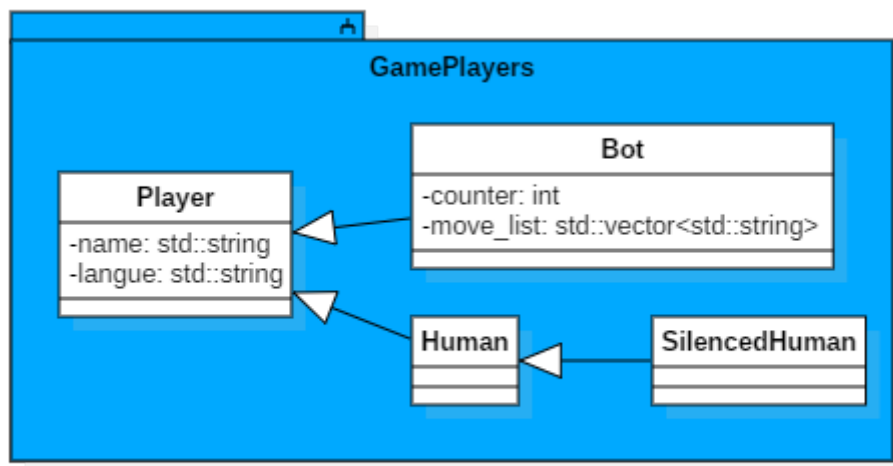 GamePlayers
Player
-name: std::string
-langue: std::string
Bot
-counter: int
-move_list: std::vector<std::string>
Human
SilencedHuman